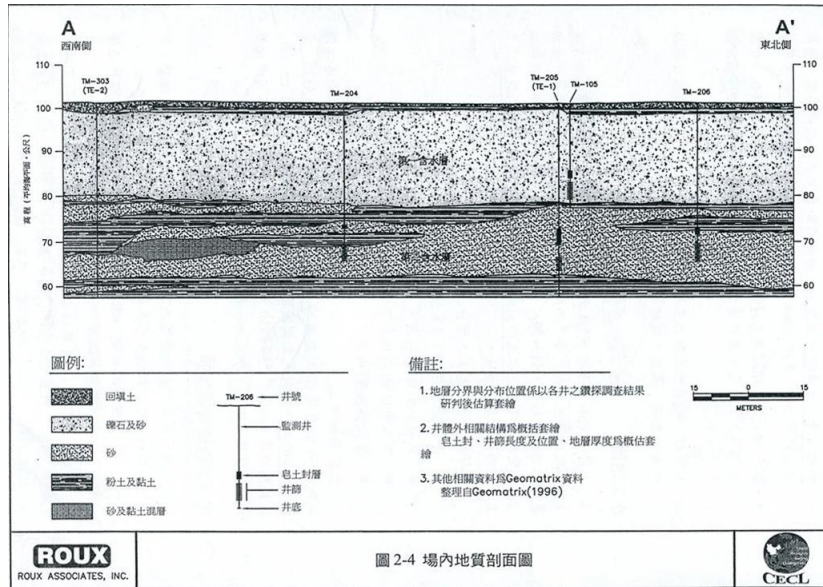 A
西南側
A'
東北側
110
100
90
80
70
60
TM-303
(TE-2)
TM-204
TM-205
(TE-1)
TM-105
TM-206
110
100
90
80
70
60
第一含水層
第二含水層
圖例:
回填土
礫石及砂
砂
粉土及黏土
砂及黏土混層
TM-206
井號
監測井
皂土封層
井篩
井底
備註:
1. 地層分界與分布位置係以各井之鑽探調查結果
研判後估算套繪
2. 井體外相關結構為概括套繪
皂土封、井篩長度及位置、地層厚度為概估套
繪
3. 其他相關資料為Geomatrix資料
整理自Geomatrix(1996)
15 0 15
METERS
ROUX
ROUX ASSOCIATES, INC.
圖 2-4 場內地質剖面圖
CECL